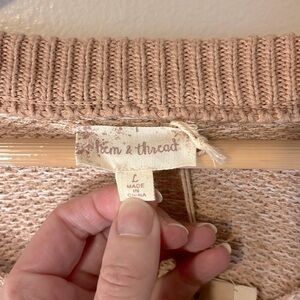 hem & thread
L
MADE IN
CHINA